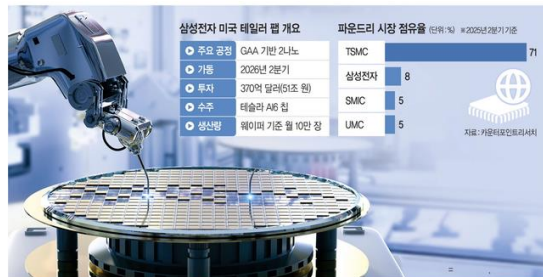 삼성전자 미국 테일러 팹 개요
주요 공정 GAA 기반 2나노
가동 2026년 2분기
투자 370억 달러(51조 원)
수주 테슬라 AI6 칩
생산량 웨이퍼 기준 월 10만 장
파운드리 시장 점유율 (단위: %) ※2025년 2분기 기준
TSMC 71
삼성전자 8
SMIC 5
UMC 5
자료: 카운터포인트리서치